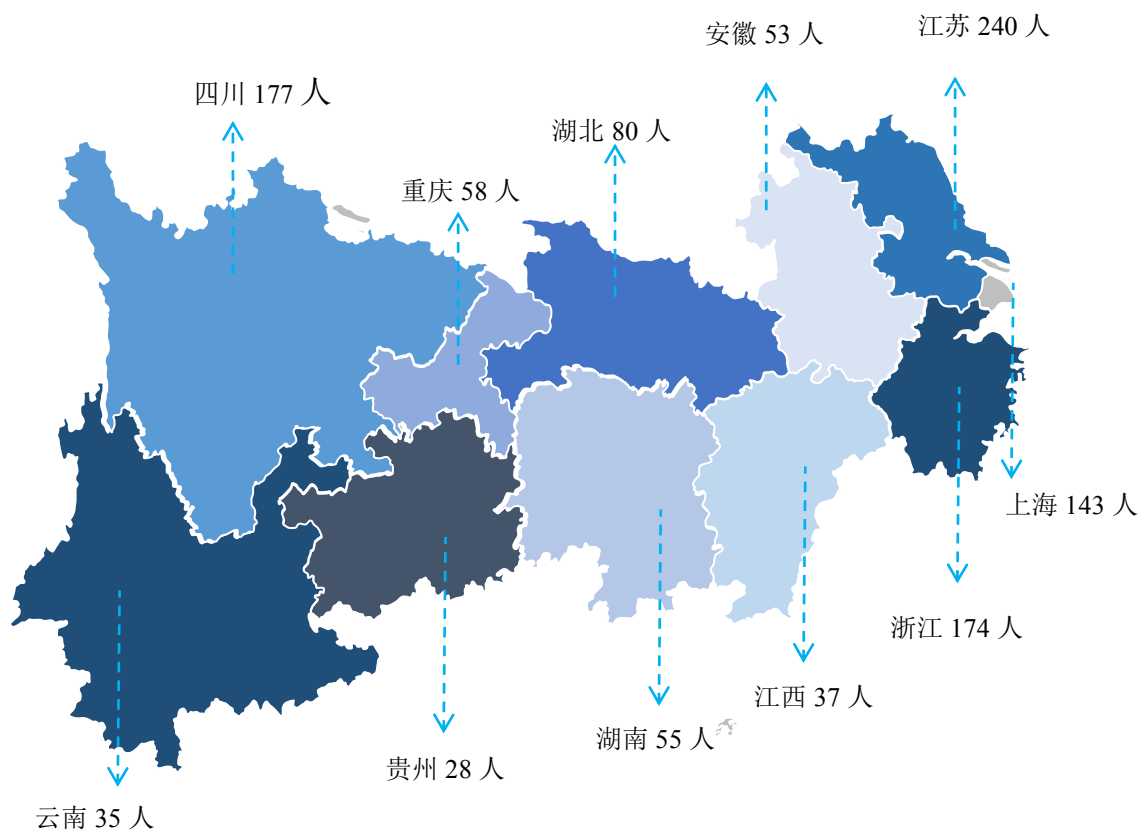 安徽 53 人
江苏 240 人
四川 177 人
湖北 80 人
重庆 58 人
上海 143 人
浙江 174 人
江西 37 人
湖南 55 人
贵州 28 人
云南 35 人